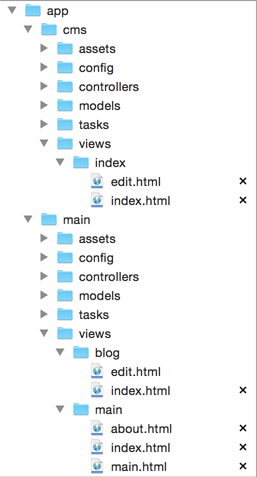 app
cms
assets
config
controllers
models
tasks
views
index
edit.html ×
index.html ×
main
assets
config
controllers
models
tasks
views
blog
edit.html
index.html ×
main
about.html ×
index.html ×
main.html ×